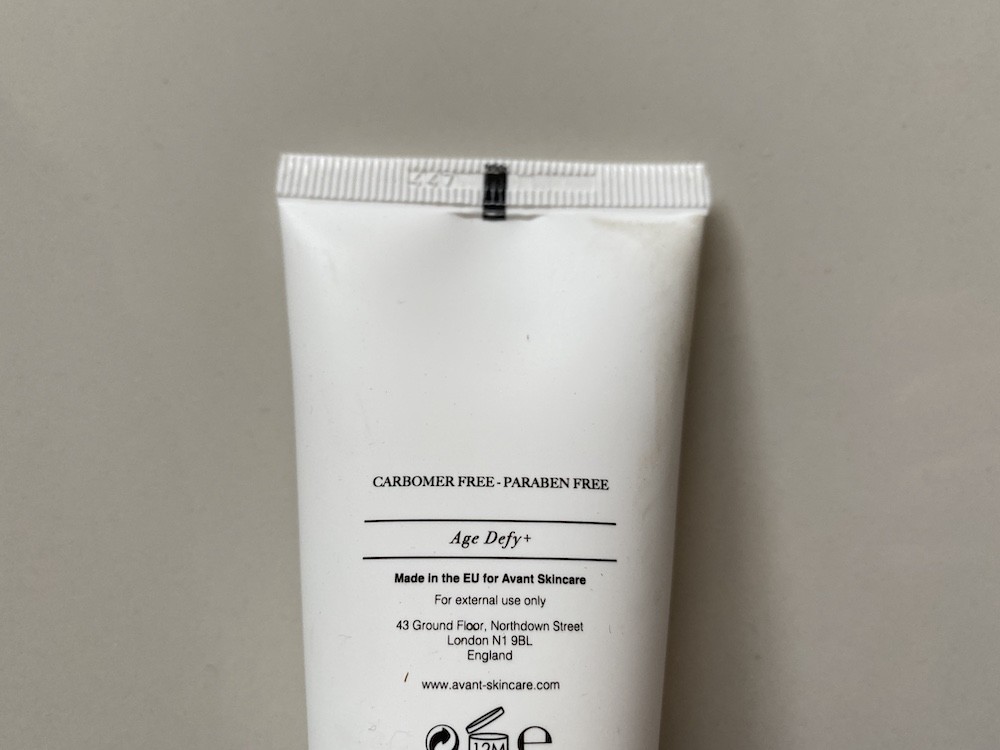 CARBOMER FREE - PARABEN FREE
Age Defy+
Made in the EU for Avant Skincare
For external use only
43 Ground Floor, Northdown Street
London N1 9BL
England
www.avant-skincare.com
12M e